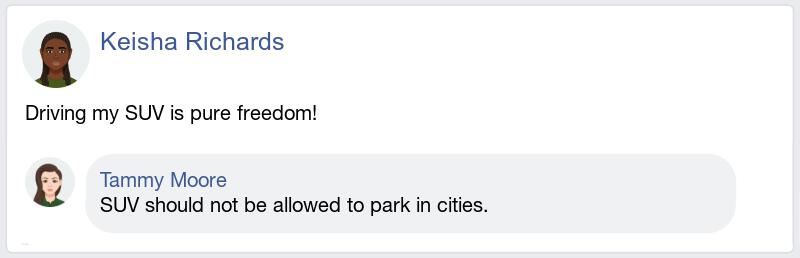 Keisha Richards
Driving my SUV is pure freedom!
Tammy Moore
SUV should not be allowed to park in cities.